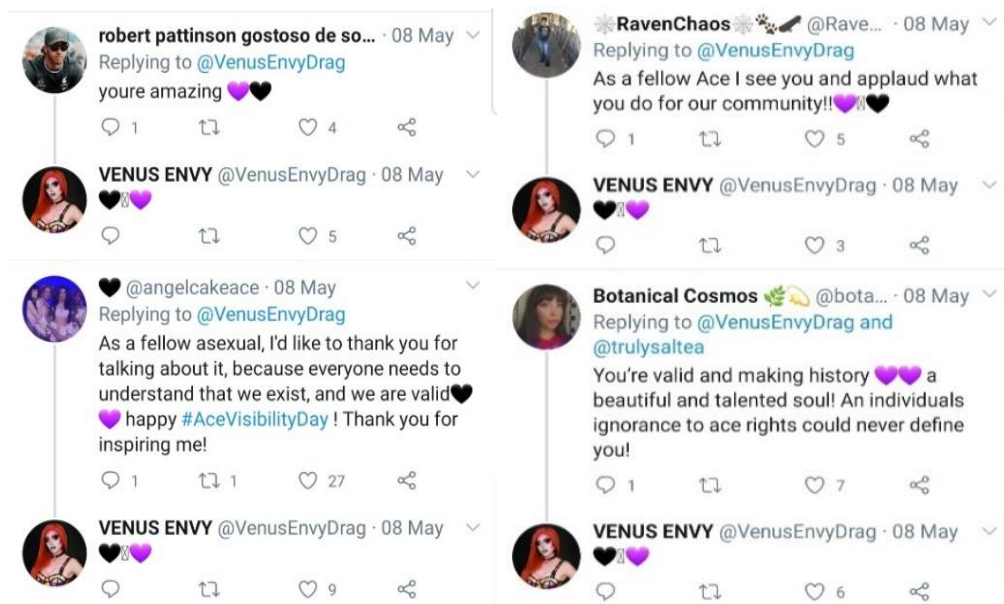 robert pattinson gostoso de so... · 08 May
Replying to @VenusEnvyDrag
youre amazing 💜🖤
1 4
VENUS ENVY @VenusEnvyDrag · 08 May
🖤💜
5
🖤 @angelcakeace · 08 May
Replying to @VenusEnvyDrag
As a fellow asexual, I'd like to thank you for
talking about it, because everyone needs to
understand that we exist, and we are valid🖤
💜 happy #AceVisibilityDay ! Thank you for
inspiring me!
1 1 27
VENUS ENVY @VenusEnvyDrag · 08 May
🖤💜
9
❄️RavenChaos❄️🐾 @Rave... · 08 May
Replying to @VenusEnvyDrag
As a fellow Ace I see you and applaud what
you do for our community!!💜🖤
1 5
VENUS ENVY @VenusEnvyDrag · 08 May
🖤💜
3
Botanical Cosmos 🌿💫 @bota... · 08 May
Replying to @VenusEnvyDrag and
@trulysaltea
You're valid and making history 💜💜 a
beautiful and talented soul! An individuals
ignorance to ace rights could never define
you!
1 7
VENUS ENVY @VenusEnvyDrag · 08 May
🖤💜
6